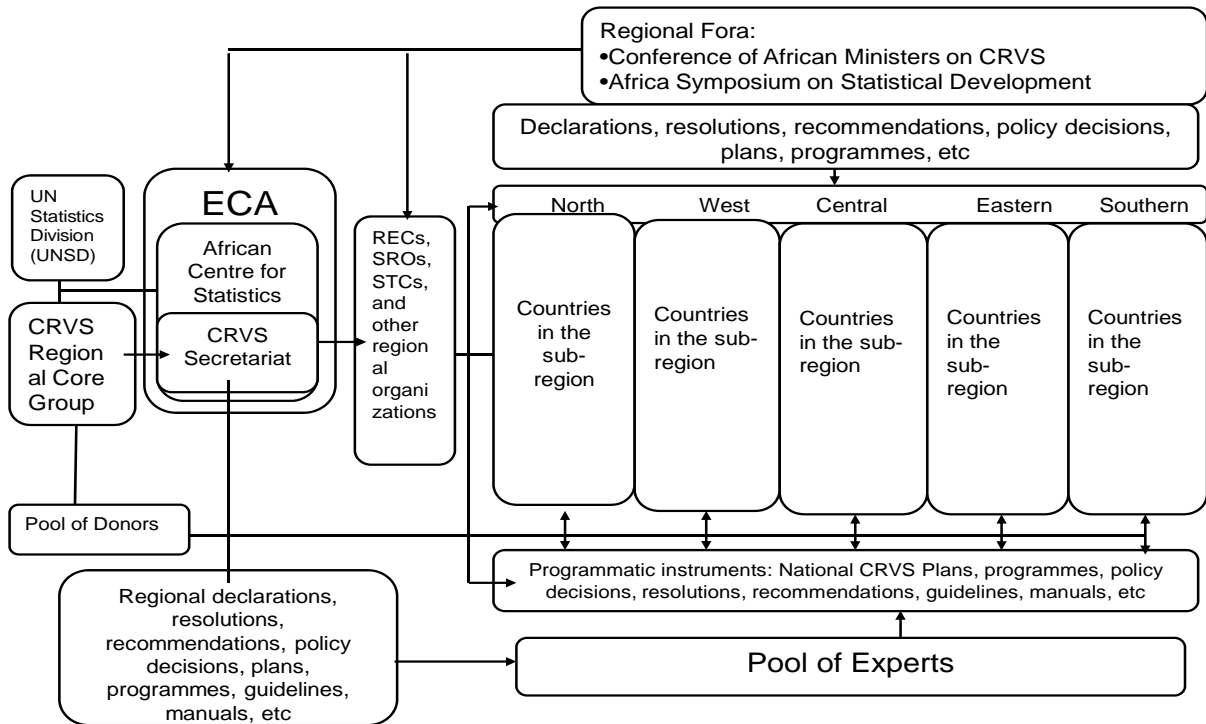 Regional Fora:
•Conference of African Ministers on CRVS
•Africa Symposium on Statistical Development
Declarations, resolutions, recommendations, policy decisions,
plans, programmes, etc
UN
Statistics
Division
(UNSD)
ECA
African
Centre for
Statistics
CRVS
Secretariat
CRVS
Region
al Core
Group
RECs,
SROs,
STCs,
and
other
region
al organi
zations
North West Central Eastern Southern
Countries
in the
sub-
region
Countries
in the sub-
region
Countries
in the sub-
region
Countries
in the
sub-
region
Countries
in the
sub-
region
Pool of Donors
Programmatic instruments: National CRVS Plans, programmes, policy
decisions, resolutions, recommendations, guidelines, manuals, etc
Regional declarations,
resolutions,
recommendations, policy
decisions, plans,
programmes, guidelines,
manuals, etc
Pool of Experts